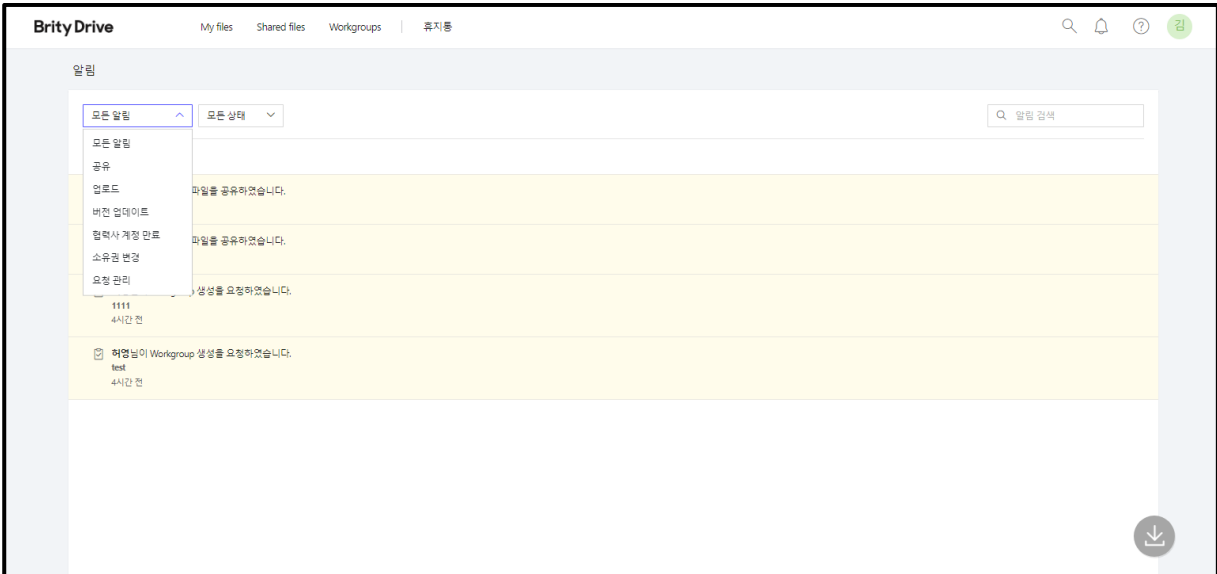 Brity Drive My files Shared files Workgroups 휴지통 김
알림
모든 알림 모든 상태 알림 검색
모든 알림
공유
업로드
버전 업데이트
협력사 계정 만료
소유권 변경
요청 관리
파일을 공유하였습니다.
파일을 공유하였습니다.
생성을 요청하였습니다.
1111
4시간 전
허영님이 Workgroup 생성을 요청하였습니다.
test
4시간 전